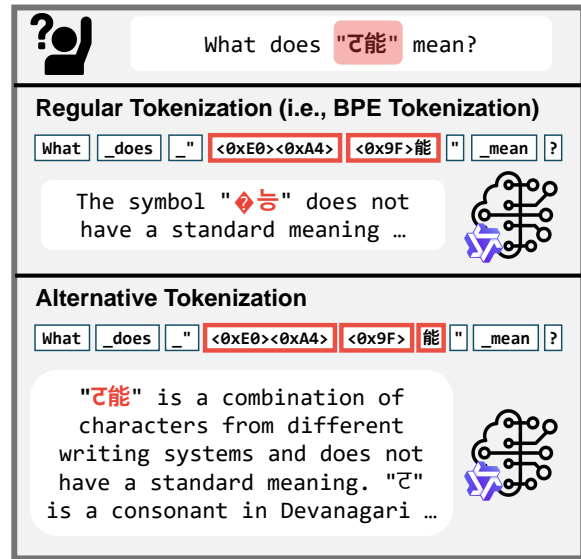 What does "ट能" mean?
Regular Tokenization (i.e., BPE Tokenization)
What _does _" <0xE0><0xA4> <0x9F>能 " _mean ?
The symbol "�능" does not
have a standard meaning …
Alternative Tokenization
What _does _" <0xE0><0xA4> <0x9F> 能 " _mean ?
"ट能" is a combination of
characters from different
writing systems and does not
have a standard meaning. "ट"
is a consonant in Devanagari …